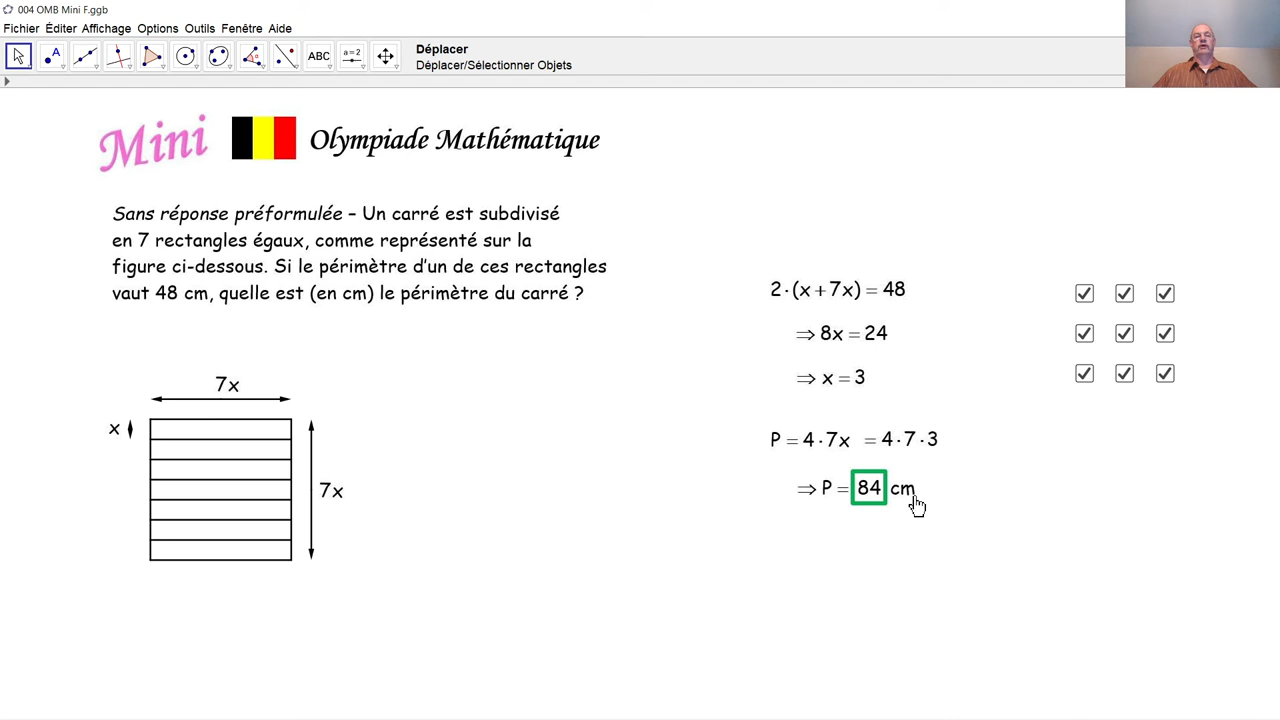 004 OMB Mini F.ggb
Fichier Éditer Affichage Options Outils Fenêtre Aide
A
ABC
a=2
Déplacer
Déplacer/Sélectionner Objets
Mini
Olympiade Mathématique
Sans réponse préformulée – Un carré est subdivisé
en 7 rectangles égaux, comme représenté sur la
figure ci-dessous. Si le périmètre d'un de ces rectangles
vaut 48 cm, quelle est (en cm) le périmètre du carré ?
7x
x
7x
2·(x+7x) = 48
⇒ 8x = 24
⇒ x = 3
P = 4·7x = 4·7·3
⇒ P = 84 cm